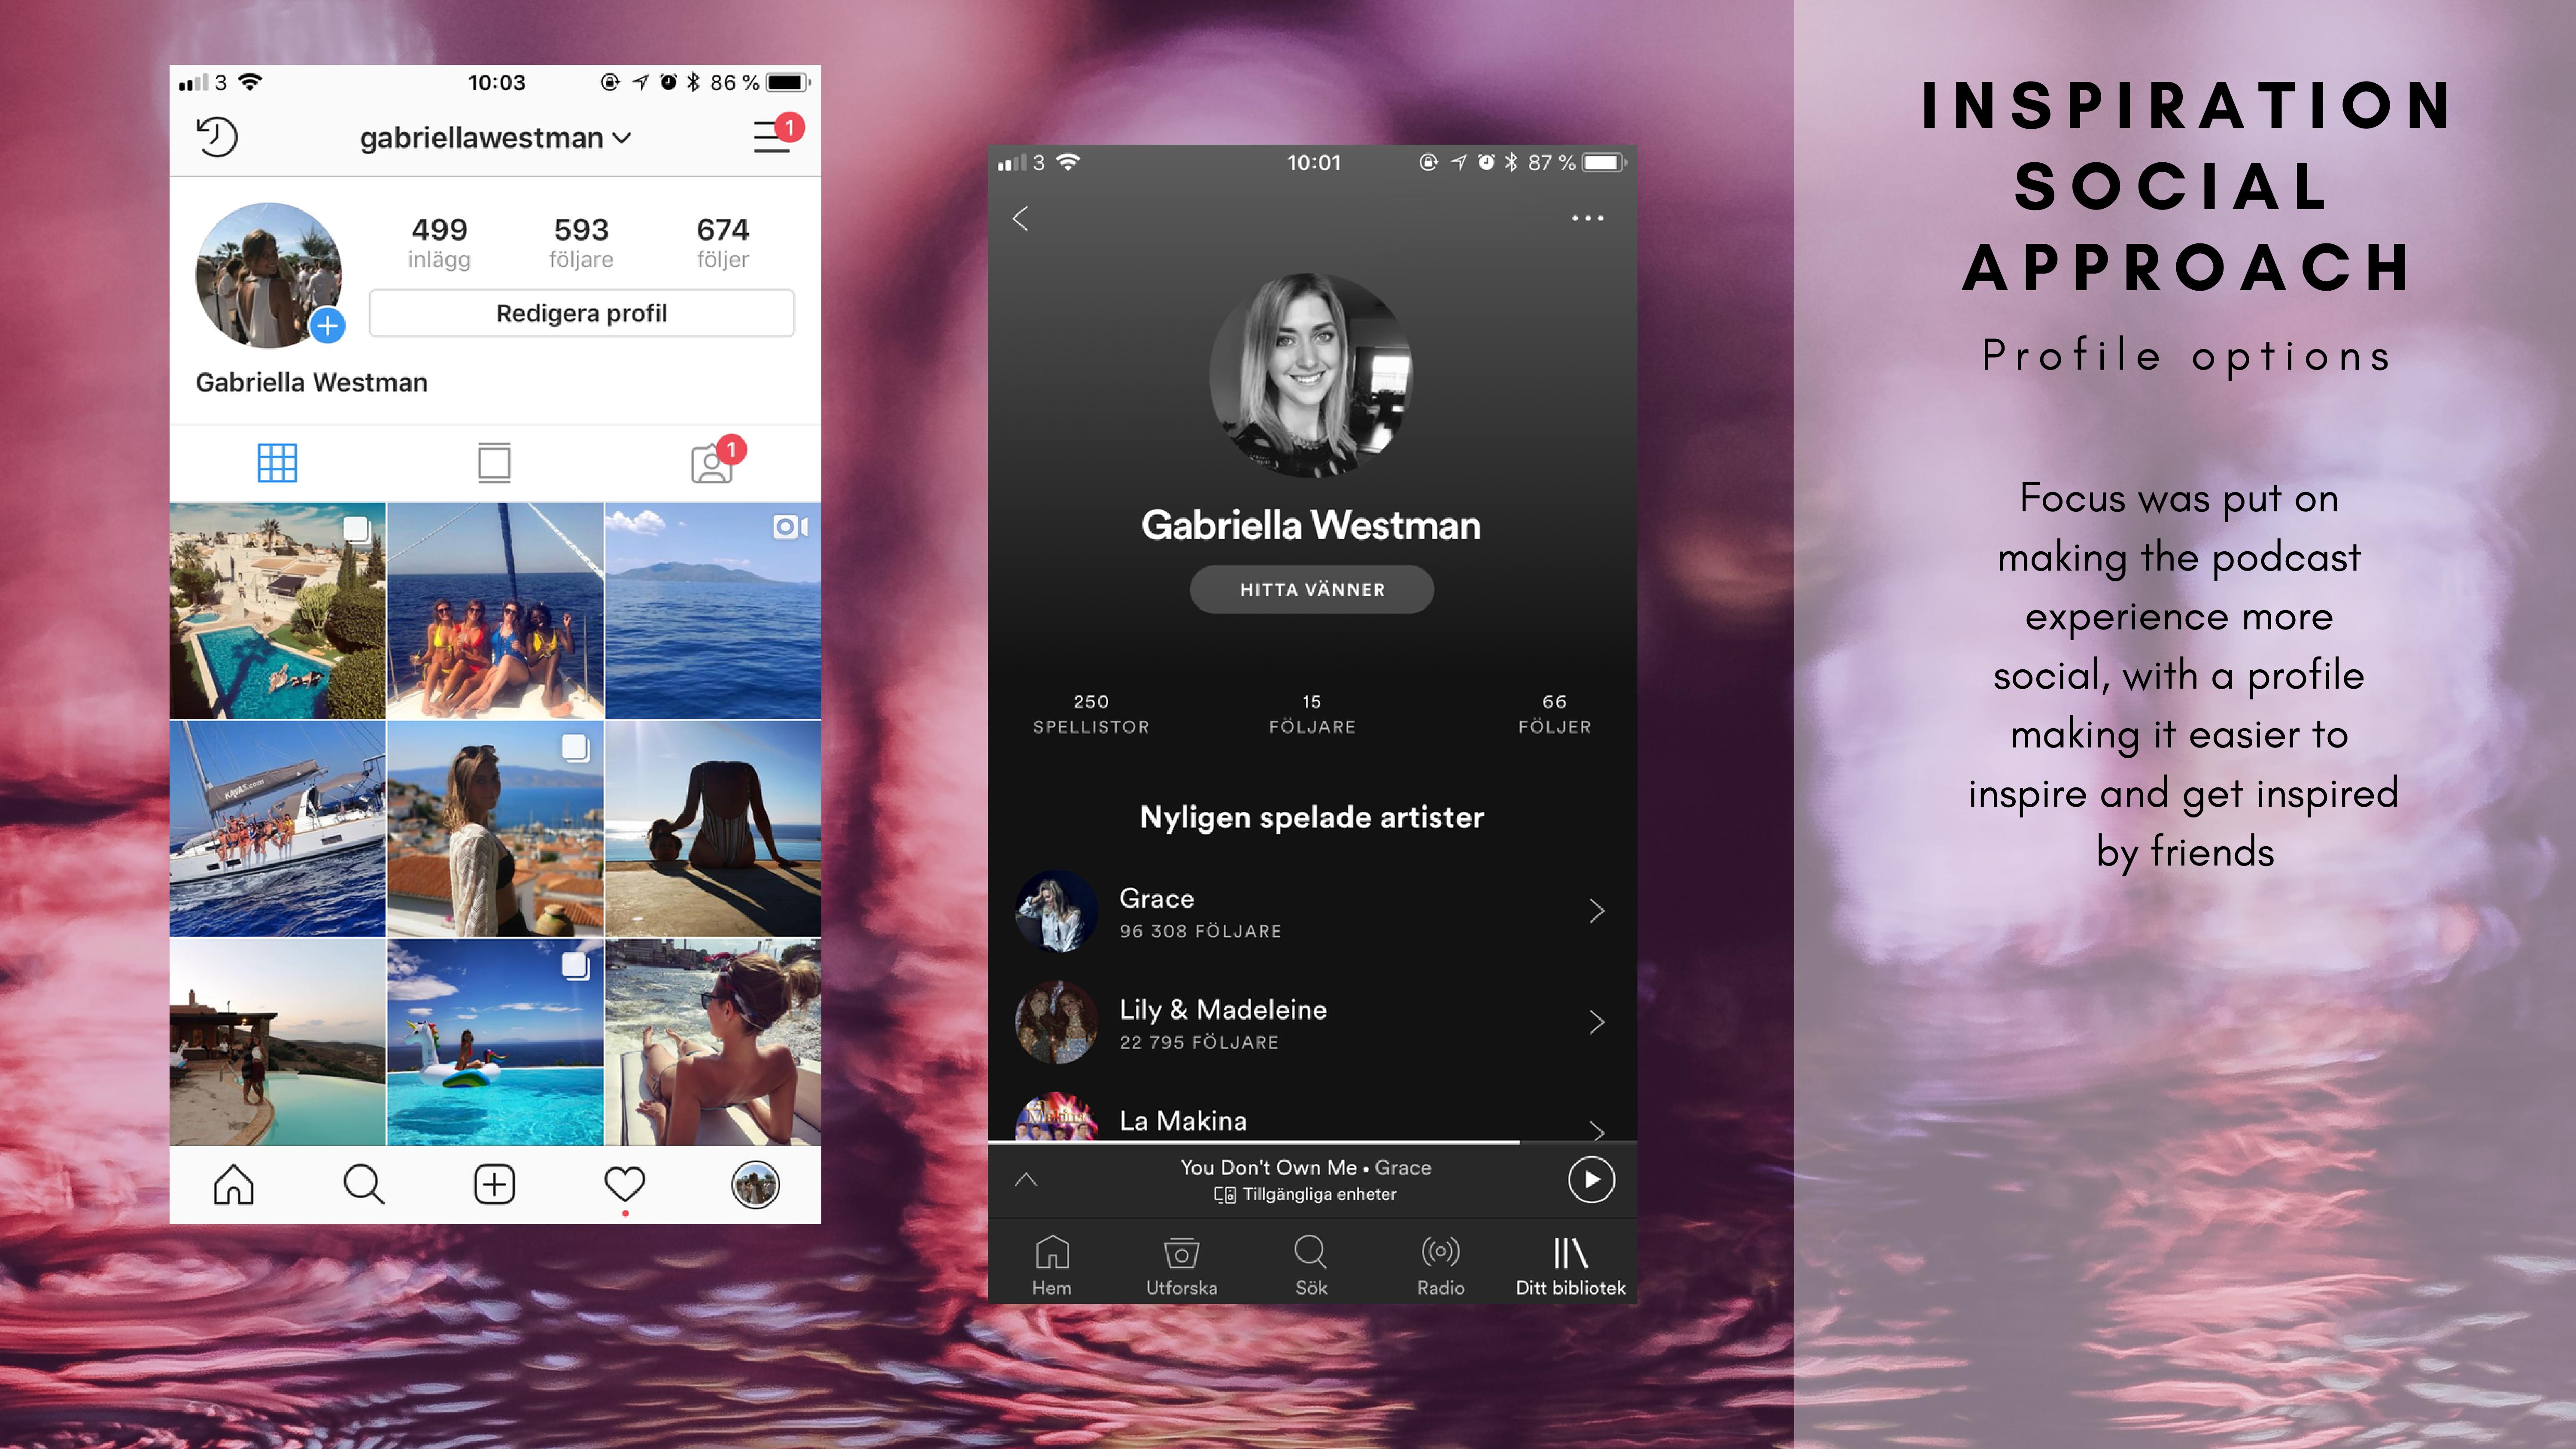 3 10:03 86 %
gabriellawestman
1
499 593 674
inlägg följare följer
Redigera profil
Gabriella Westman
1
KAVAS.com
3 10:01 87 %
Gabriella Westman
HITTA VÄNNER
250 15 66
SPELLISTOR FÖLJARE FÖLJER
Nyligen spelade artister
Grace
96 308 FÖLJARE
Lily & Madeleine
22 795 FÖLJARE
La Makina
You Don't Own Me • Grace
Tillgängliga enheter
Hem Utforska Sök Radio Ditt bibliotek
INSPIRATION
SOCIAL
APPROACH
Profile options
Focus was put on
making the podcast
experience more
social, with a profile
making it easier to
inspire and get inspired
by friends